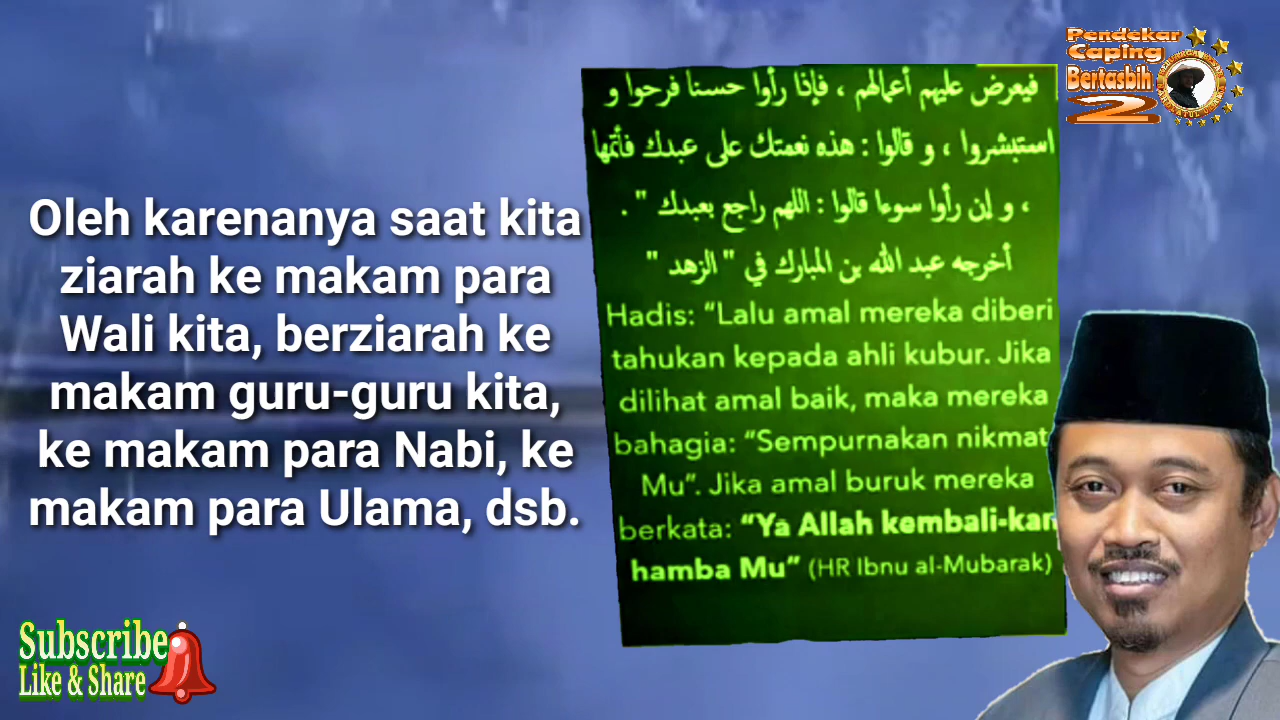 Pendekar
Caping
Bertasbih
2
فيعرض عليهم أعمالهم ، فإذا رأوا حسنا فرحوا و
استبشروا ، و قالوا : هذه نعمتك على عبدك فأتمها
، و إن رأوا سوءا قالوا : اللهم راجع بعبدك " .
أخرجه عبد الله بن المبارك في " الزهد "
Hadis: “Lalu amal mereka diberi
tahukan kepada ahli kubur. Jika
dilihat amal baik, maka mereka
bahagia: “Sempurnakan nikmat
Mu”. Jika amal buruk mereka
berkata: “Ya Allah kembali-kan
hamba Mu” (HR Ibnu al-Mubarak)
Oleh karenanya saat kita
ziarah ke makam para
Wali kita, berziarah ke
makam guru-guru kita,
ke makam para Nabi, ke
makam para Ulama, dsb.
Subscribe
Like & Share